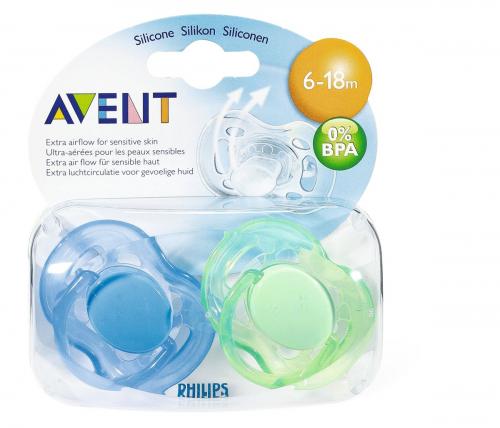 Silicone Silikon Siliconen
6-18m
AVENT
0%
BPA
Extra airflow for sensitive skin
Ultra-aérées pour les peaux sensibles
Extra air flow für sensible haut
Extra luchtcirculatie voor gevoelige huid
PHILIPS